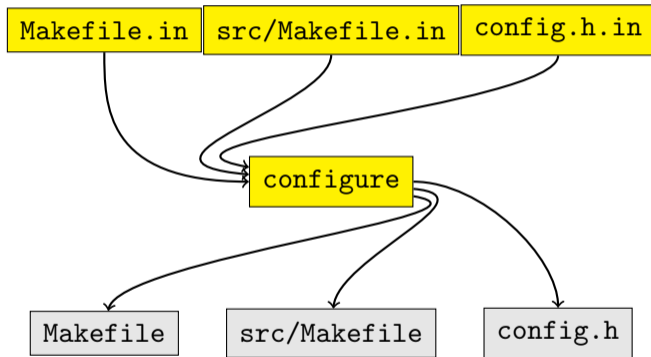 Makefile.in
src/Makefile.in
config.h.in
configure
Makefile
src/Makefile
config.h